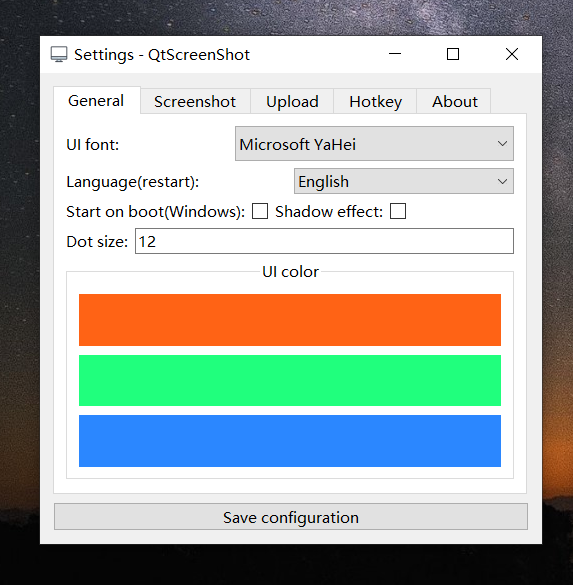 Settings - QtScreenShot
General Screenshot Upload Hotkey About
UI font: Microsoft YaHei
Language(restart): English
Start on boot(Windows): Shadow effect:
Dot size: 12
UI color
Save configuration